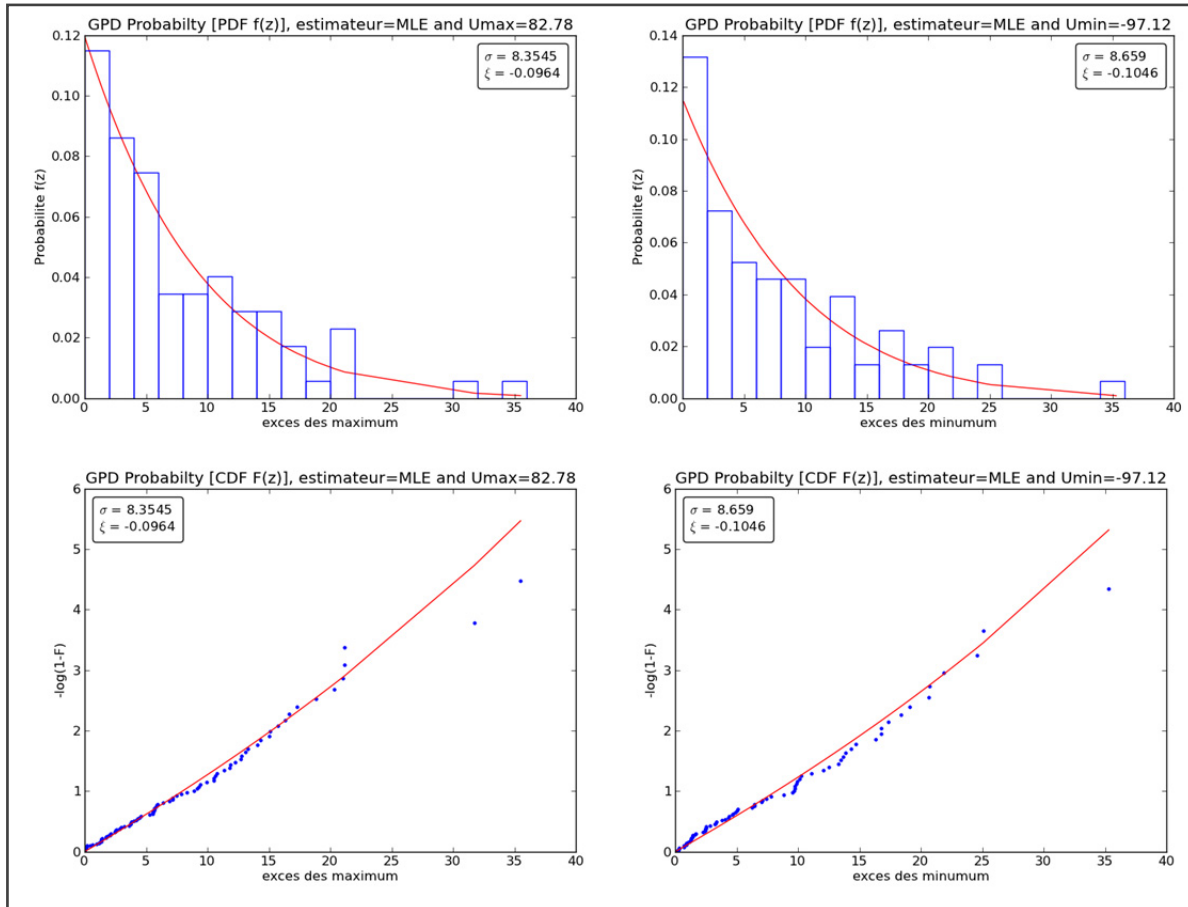 GPD Probabilty [PDF f(z)], estimateur=MLE and Umax=82.78
0.12
0.10
0.08
0.06
0.04
0.02
0.00
Probabilite f(z)
σ = 8.3545
ξ = -0.0964
0 5 10 15 20 25 30 35 40
exces des maximum
GPD Probabilty [PDF f(z)], estimateur=MLE and Umin=-97.12
0.14
0.12
0.10
0.08
0.06
0.04
0.02
0.00
Probabilite f(z)
σ = 8.659
ξ = -0.1046
0 5 10 15 20 25 30 35 40
exces des minumum
GPD Probabilty [CDF F(z)], estimateur=MLE and Umax=82.78
6
5
4
3
2
1
0
-log(1-F)
σ = 8.3545
ξ = -0.0964
0 5 10 15 20 25 30 35 40
exces des maximum
GPD Probabilty [CDF F(z)], estimateur=MLE and Umin=-97.12
6
5
4
3
2
1
0
-log(1-F)
σ = 8.659
ξ = -0.1046
0 5 10 15 20 25 30 35 40
exces des minumum